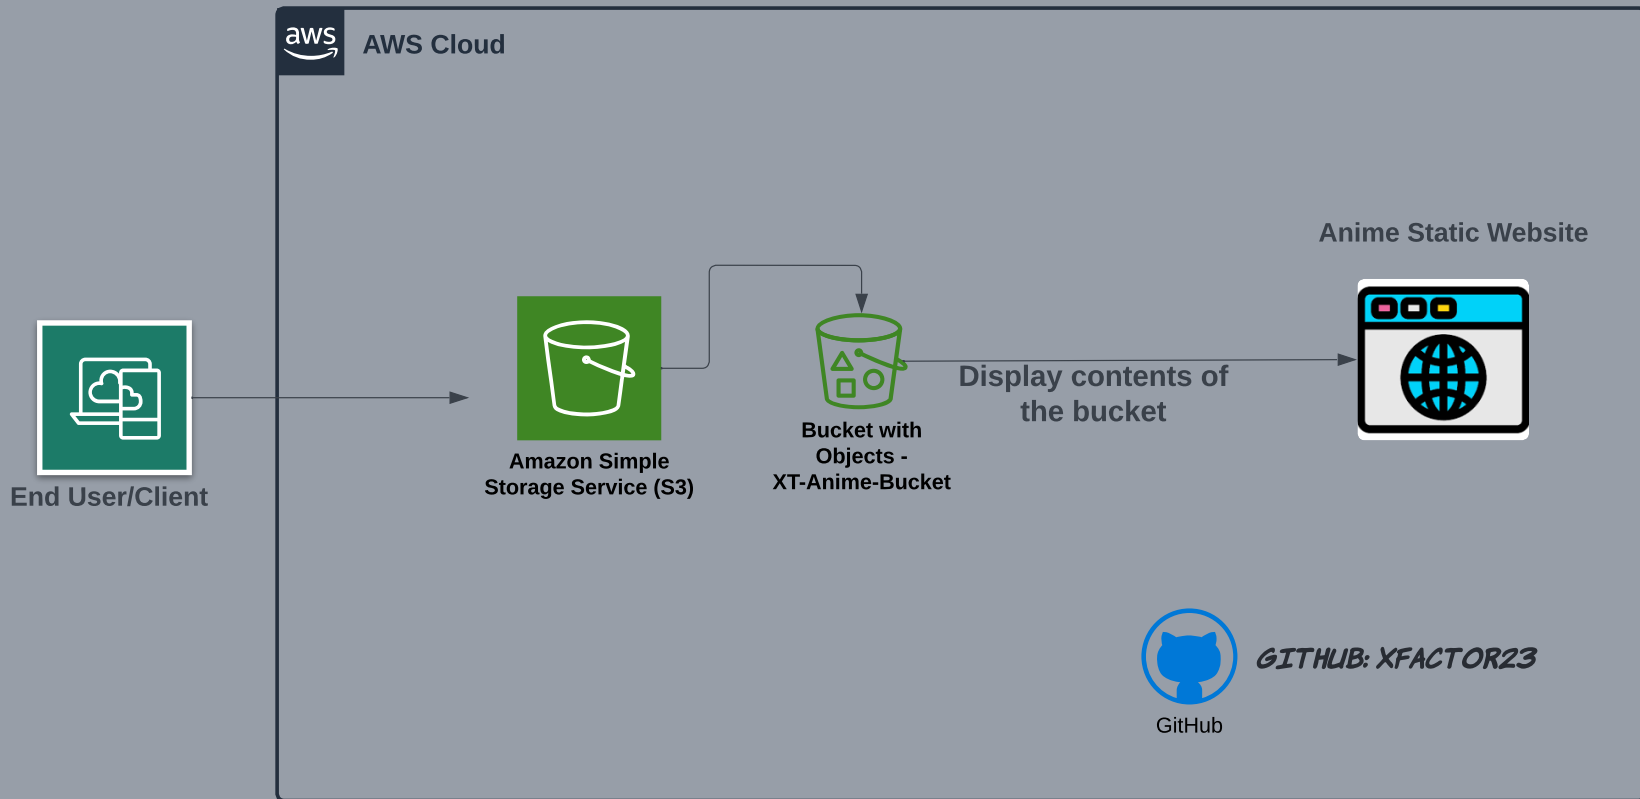 aws
AWS Cloud
Anime Static Website
End User/Client
Amazon Simple
Storage Service (S3)
Bucket with
Objects -
XT-Anime-Bucket
Display contents of
the bucket
GITHUB: XFACTOR23
GitHub